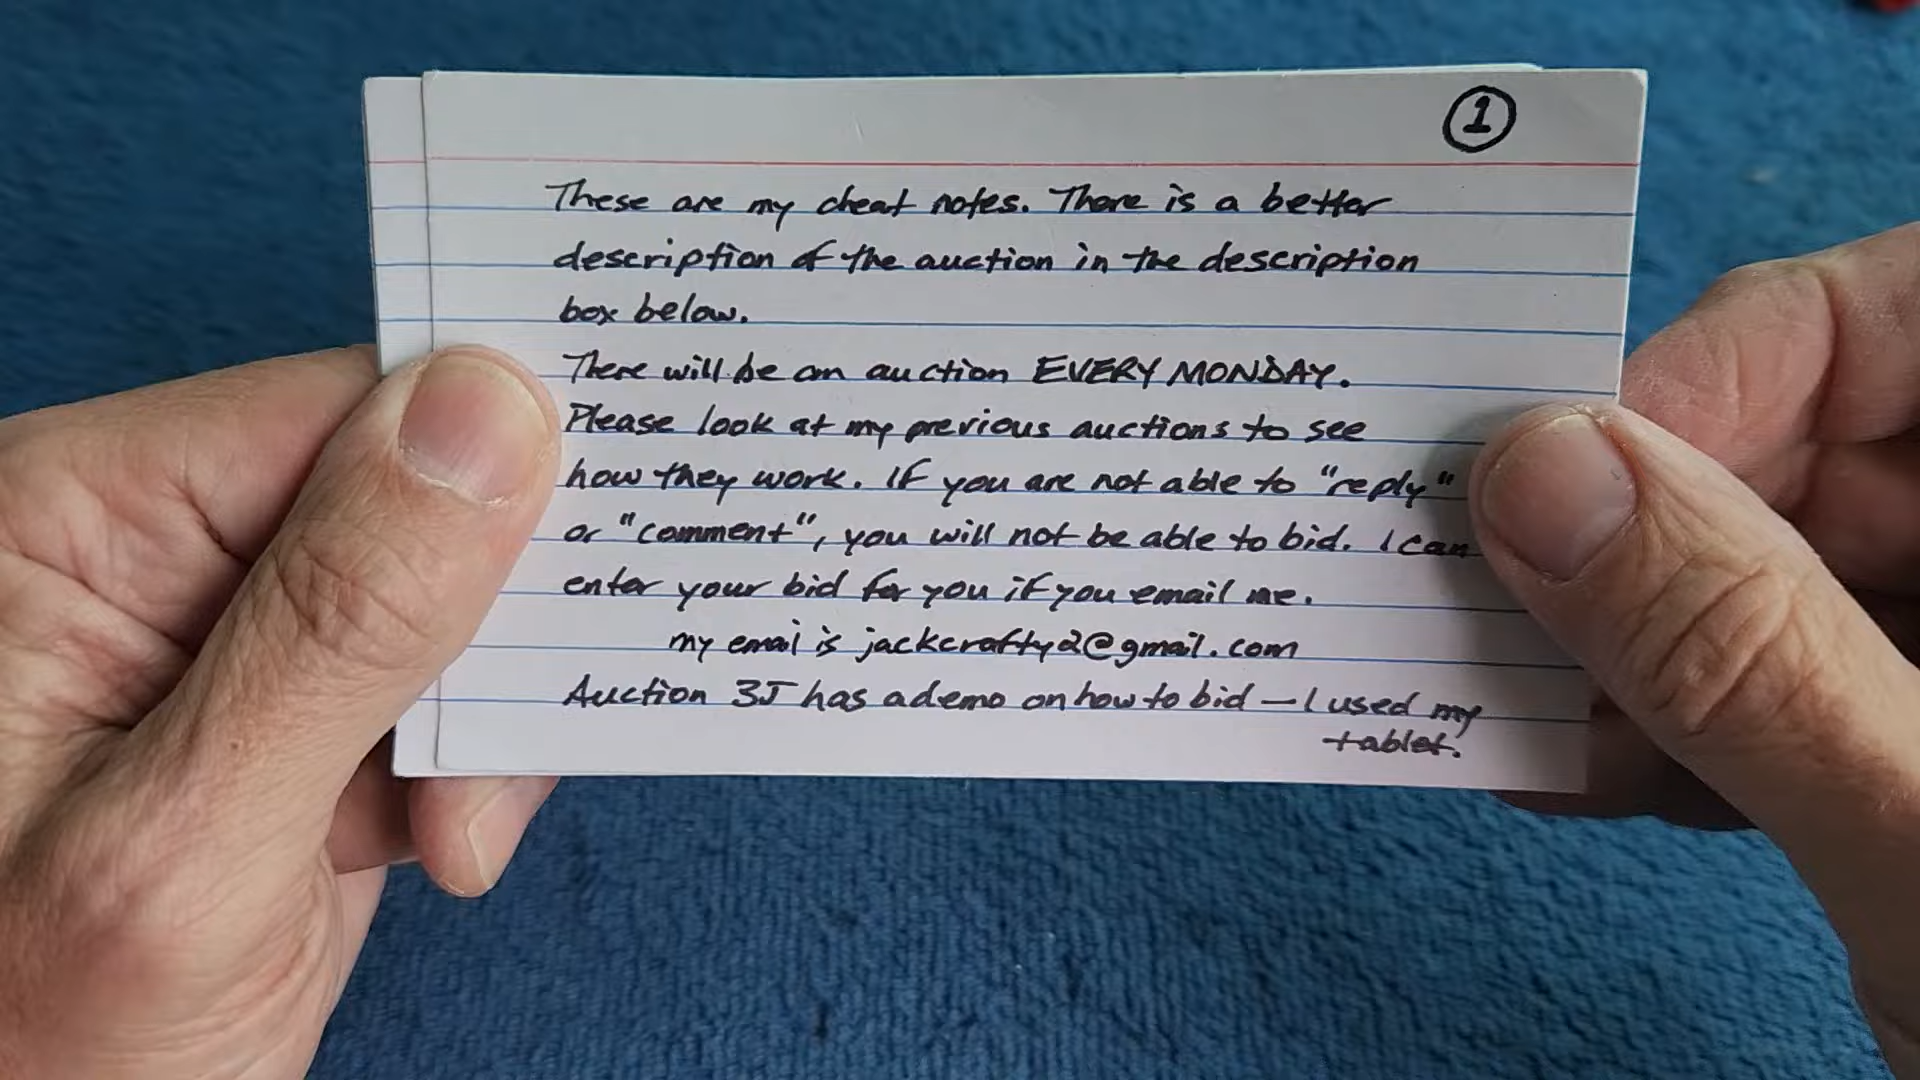 1
These are my cheat notes. There is a better
description of the auction in the description
box below.
There will be an auction EVERY MONDAY.
Please look at my previous auctions to see
how they work. If you are not able to "reply"
or "comment", you will not be able to bid. I can
enter your bid for you if you email me.
my email is jackcrafty2@gmail.com
Auction 3J has a demo on how to bid – I used my
tablet.